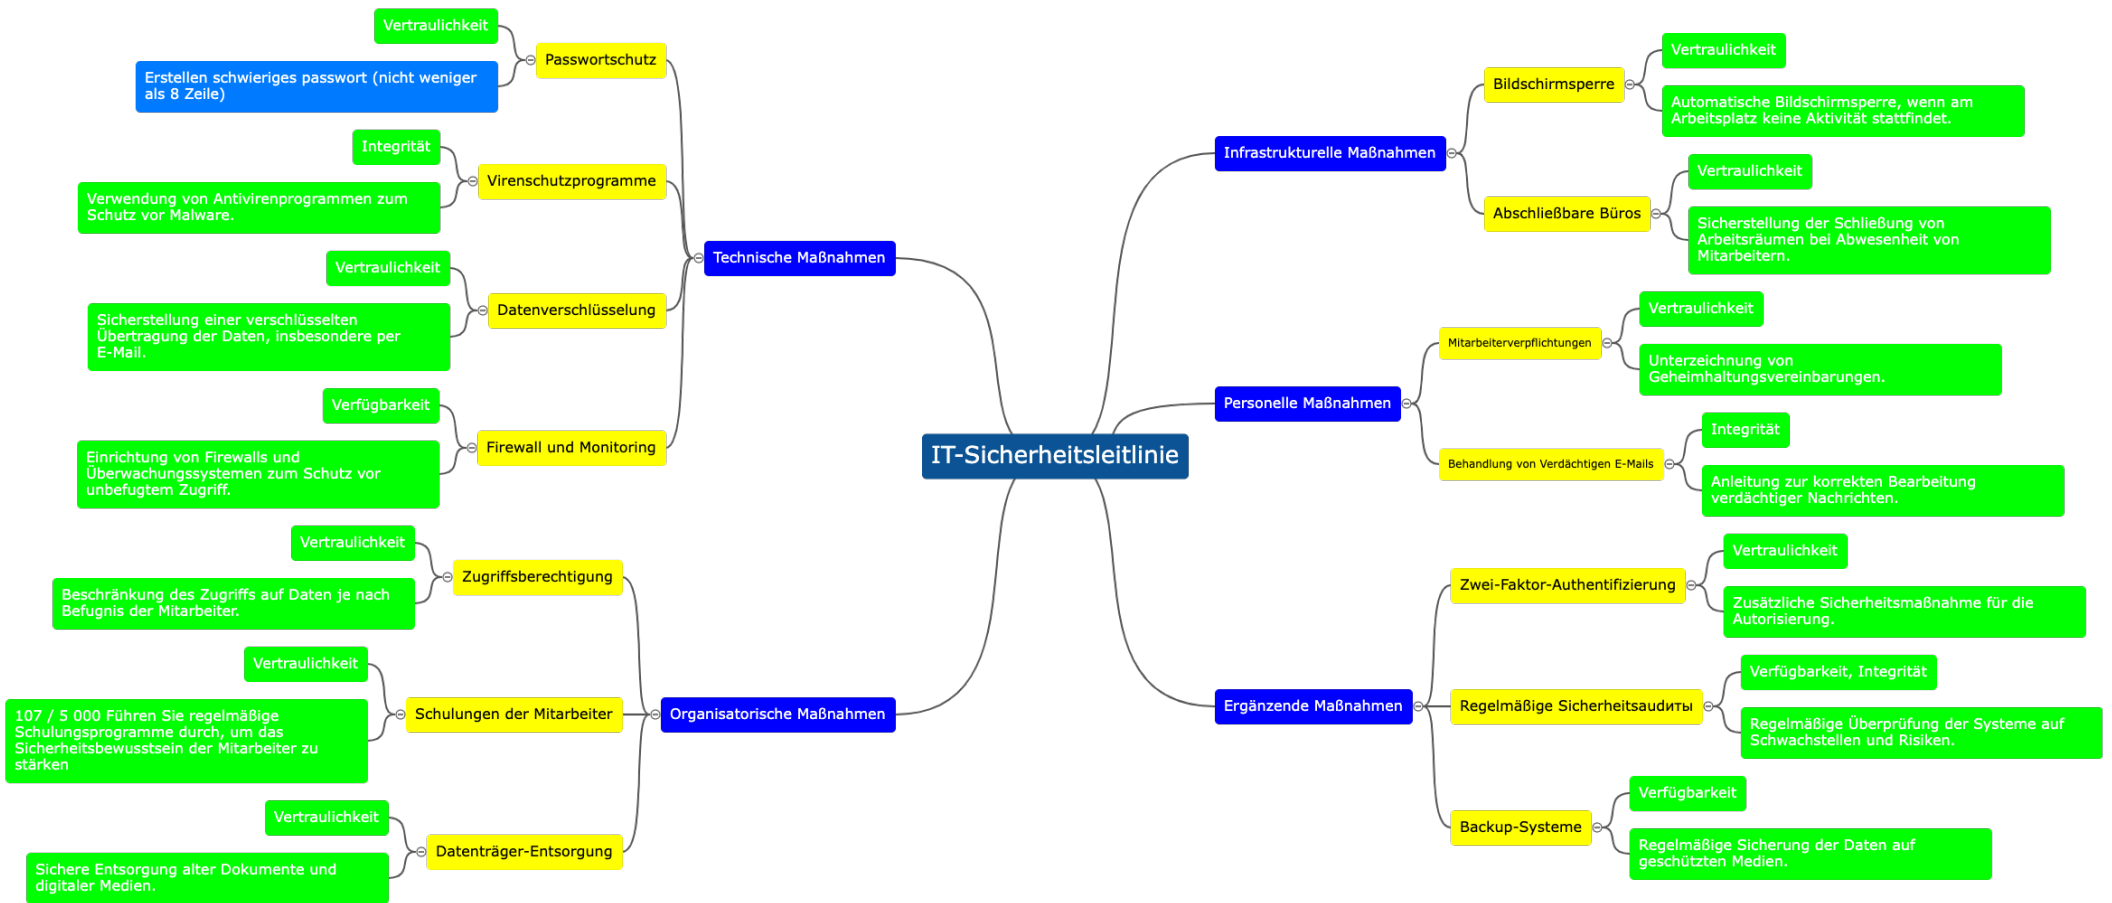 IT-Sicherheitsleitlinie
Technische Maßnahmen
Passwortschutz
Vertraulichkeit
Erstellen schwieriges passwort (nicht weniger
als 8 Zeile)
Virenschutzprogramme
Integrität
Verwendung von Antivirenprogrammen zum
Schutz vor Malware.
Datenverschlüsselung
Vertraulichkeit
Sicherstellung einer verschlüsselten
Übertragung der Daten, insbesondere per
E-Mail.
Firewall und Monitoring
Verfügbarkeit
Einrichtung von Firewalls und
Überwachungssystemen zum Schutz vor
unbefugtem Zugriff.
Organisatorische Maßnahmen
Zugriffsberechtigung
Vertraulichkeit
Beschränkung des Zugriffs auf Daten je nach
Befugnis der Mitarbeiter.
Schulungen der Mitarbeiter
Vertraulichkeit
107 / 5 000 Führen Sie regelmäßige
Schulungsprogramme durch, um das
Sicherheitsbewusstsein der Mitarbeiter zu
stärken
Datenträger-Entsorgung
Vertraulichkeit
Sichere Entsorgung alter Dokumente und
digitaler Medien.
Infrastrukturelle Maßnahmen
Bildschirmsperre
Vertraulichkeit
Automatische Bildschirmsperre, wenn am
Arbeitsplatz keine Aktivität stattfindet.
Abschließbare Büros
Vertraulichkeit
Sicherstellung der Schließung von
Arbeitsräumen bei Abwesenheit von
Mitarbeitern.
Personelle Maßnahmen
Mitarbeiterverpflichtungen
Vertraulichkeit
Unterzeichnung von
Geheimhaltungsvereinbarungen.
Behandlung von Verdächtigen E-Mails
Integrität
Anleitung zur korrekten Bearbeitung
verdächtiger Nachrichten.
Ergänzende Maßnahmen
Zwei-Faktor-Authentifizierung
Vertraulichkeit
Zusätzliche Sicherheitsmaßnahme für die
Autorisierung.
Regelmäßige Sicherheitsaudиты
Verfügbarkeit, Integrität
Regelmäßige Überprüfung der Systeme auf
Schwachstellen und Risiken.
Backup-Systeme
Verfügbarkeit
Regelmäßige Sicherung der Daten auf
geschützten Medien.